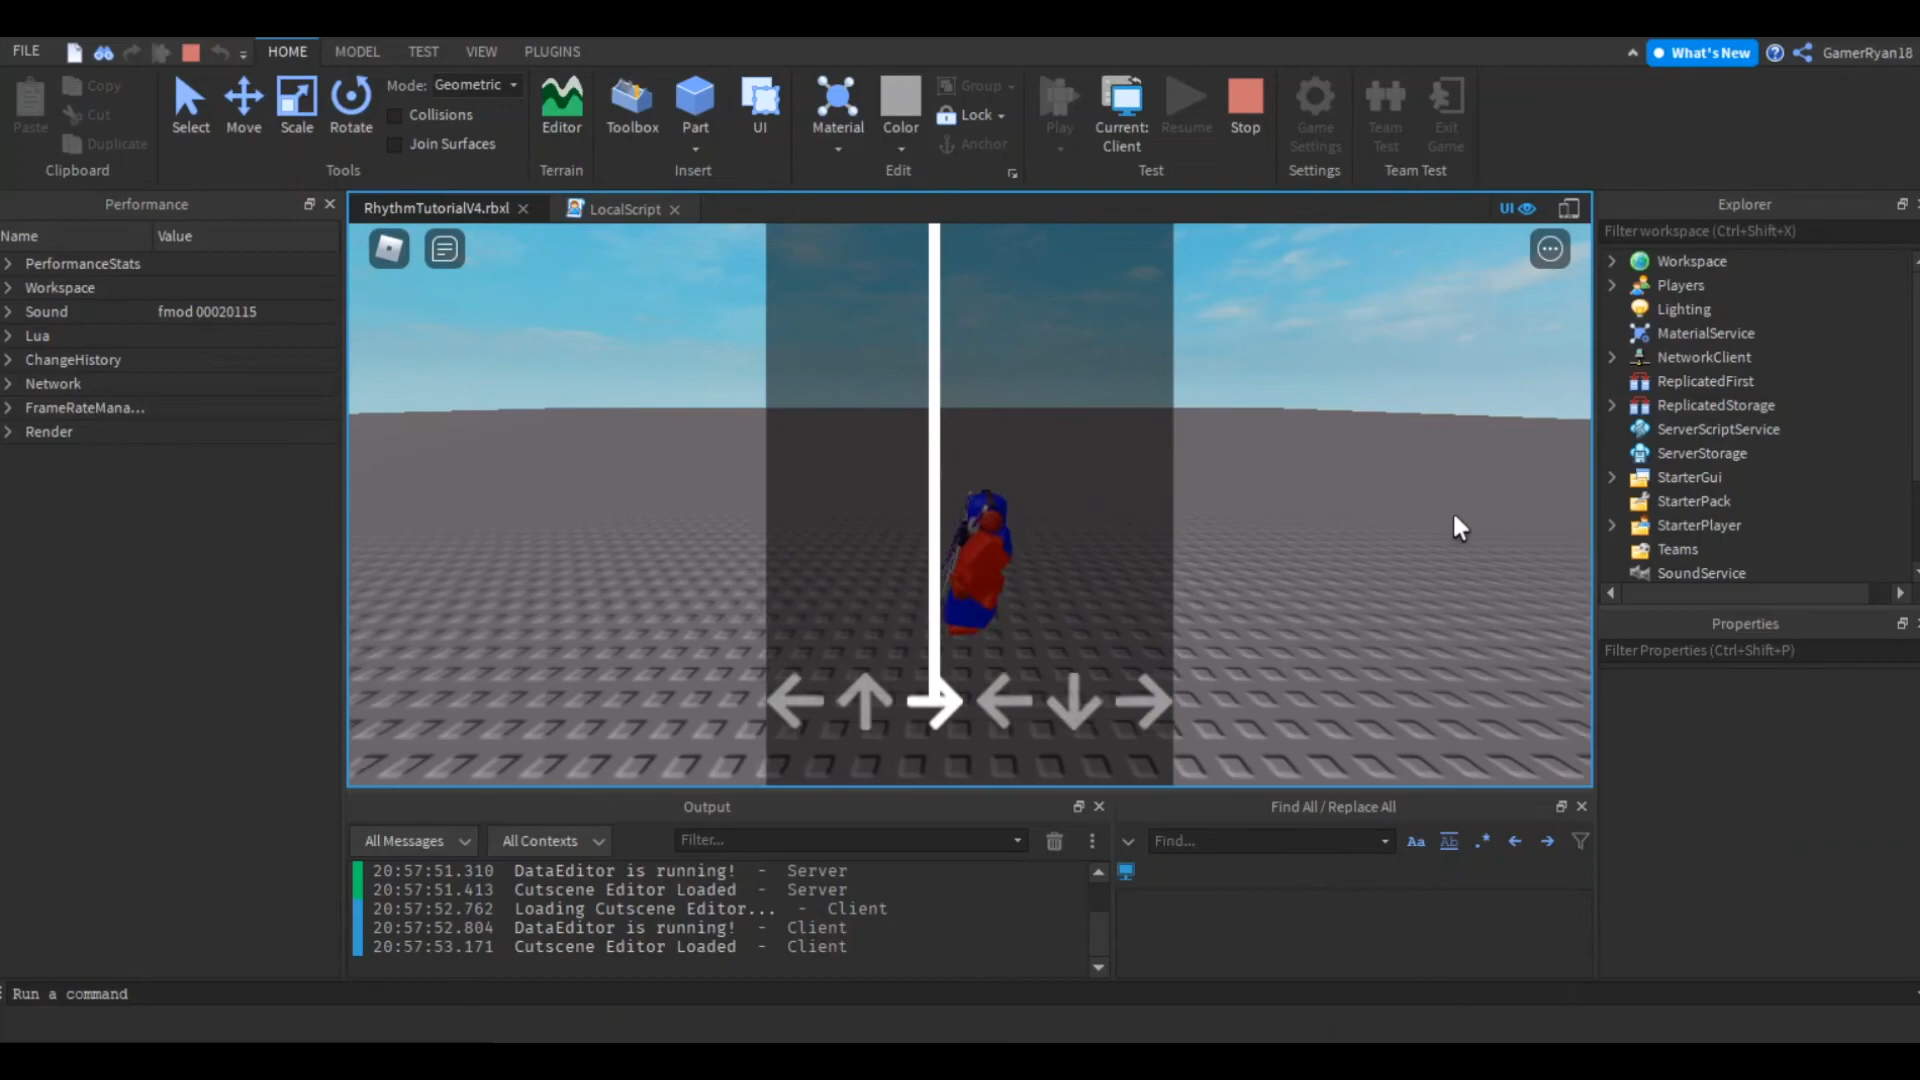 FILE HOME MODEL TEST VIEW PLUGINS What's New GamerRyan18
Paste
Copy
Cut
Duplicate
Clipboard
Select Move Scale Rotate
Mode: Geometric
Collisions
Join Surfaces
Tools
Editor
Terrain
Toolbox Part UI
Insert
Material Color
Group
Lock
Anchor
Edit
Play
Current:
Client
Resume Stop
Test
Game
Settings
Settings
Team
Test
Exit
Game
Team Test
Performance
Name Value
PerformanceStats
Workspace
Sound fmod 00020115
Lua
ChangeHistory
Network
FrameRateMana...
Render
RhythmTutorialV4.rbxl LocalScript UI
Explorer
Filter workspace (Ctrl+Shift+X)
Workspace
Players
Lighting
MaterialService
NetworkClient
ReplicatedFirst
ReplicatedStorage
ServerScriptService
ServerStorage
StarterGui
StarterPack
StarterPlayer
Teams
SoundService
Properties
Filter Properties (Ctrl+Shift+P)
Output
All Messages All Contexts Filter...
20:57:51.310 DataEditor is running! - Server
20:57:51.413 Cutscene Editor Loaded - Server
20:57:52.762 Loading Cutscene Editor... - Client
20:57:52.804 DataEditor is running! - Client
20:57:53.171 Cutscene Editor Loaded - Client
Find All / Replace All
Find... Aa Ab .*
Run a command